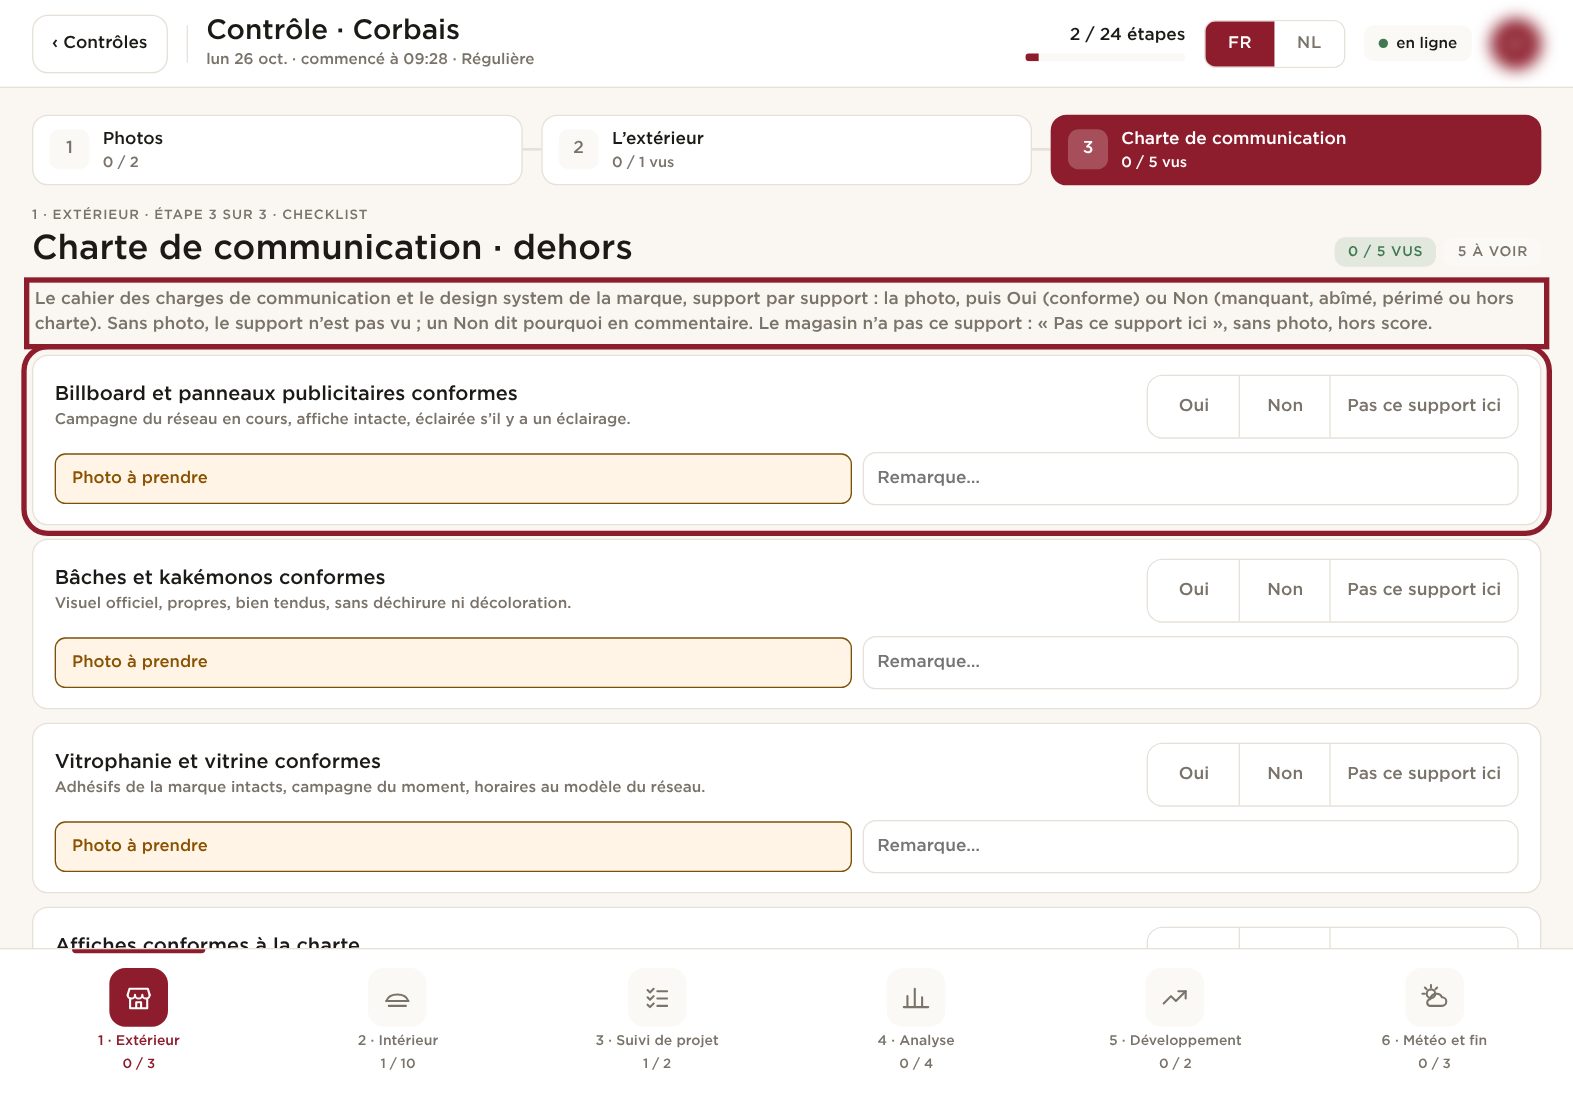 ‹ Contrôles
Contrôle · Corbais
lun 26 oct. · commencé à 09:28 · Régulière
2 / 24 étapes
FR
NL
en ligne
1
Photos
0 / 2
2
L’extérieur
0 / 1 vus
3
Charte de communication
0 / 5 vus
1 · EXTÉRIEUR · ÉTAPE 3 SUR 3 · CHECKLIST
Charte de communication · dehors
0 / 5 VUS
5 À VOIR
Le cahier des charges de communication et le design system de la marque, support par support : la photo, puis Oui (conforme) ou Non (manquant, abîmé, périmé ou hors
charte). Sans photo, le support n’est pas vu ; un Non dit pourquoi en commentaire. Le magasin n’a pas ce support : « Pas ce support ici », sans photo, hors score.
Billboard et panneaux publicitaires conformes
Campagne du réseau en cours, affiche intacte, éclairée s’il y a un éclairage.
Oui
Non
Pas ce support ici
Photo à prendre
Remarque...
Bâches et kakémonos conformes
Visuel officiel, propres, bien tendus, sans déchirure ni décoloration.
Oui
Non
Pas ce support ici
Photo à prendre
Remarque...
Vitrophanie et vitrine conformes
Adhésifs de la marque intacts, campagne du moment, horaires au modèle du réseau.
Oui
Non
Pas ce support ici
Photo à prendre
Remarque...
Affiches conformes à la charte
1 · Extérieur
0 / 3
2 · Intérieur
1 / 10
3 · Suivi de projet
1 / 2
4 · Analyse
0 / 4
5 · Développement
0 / 2
6 · Météo et fin
0 / 3